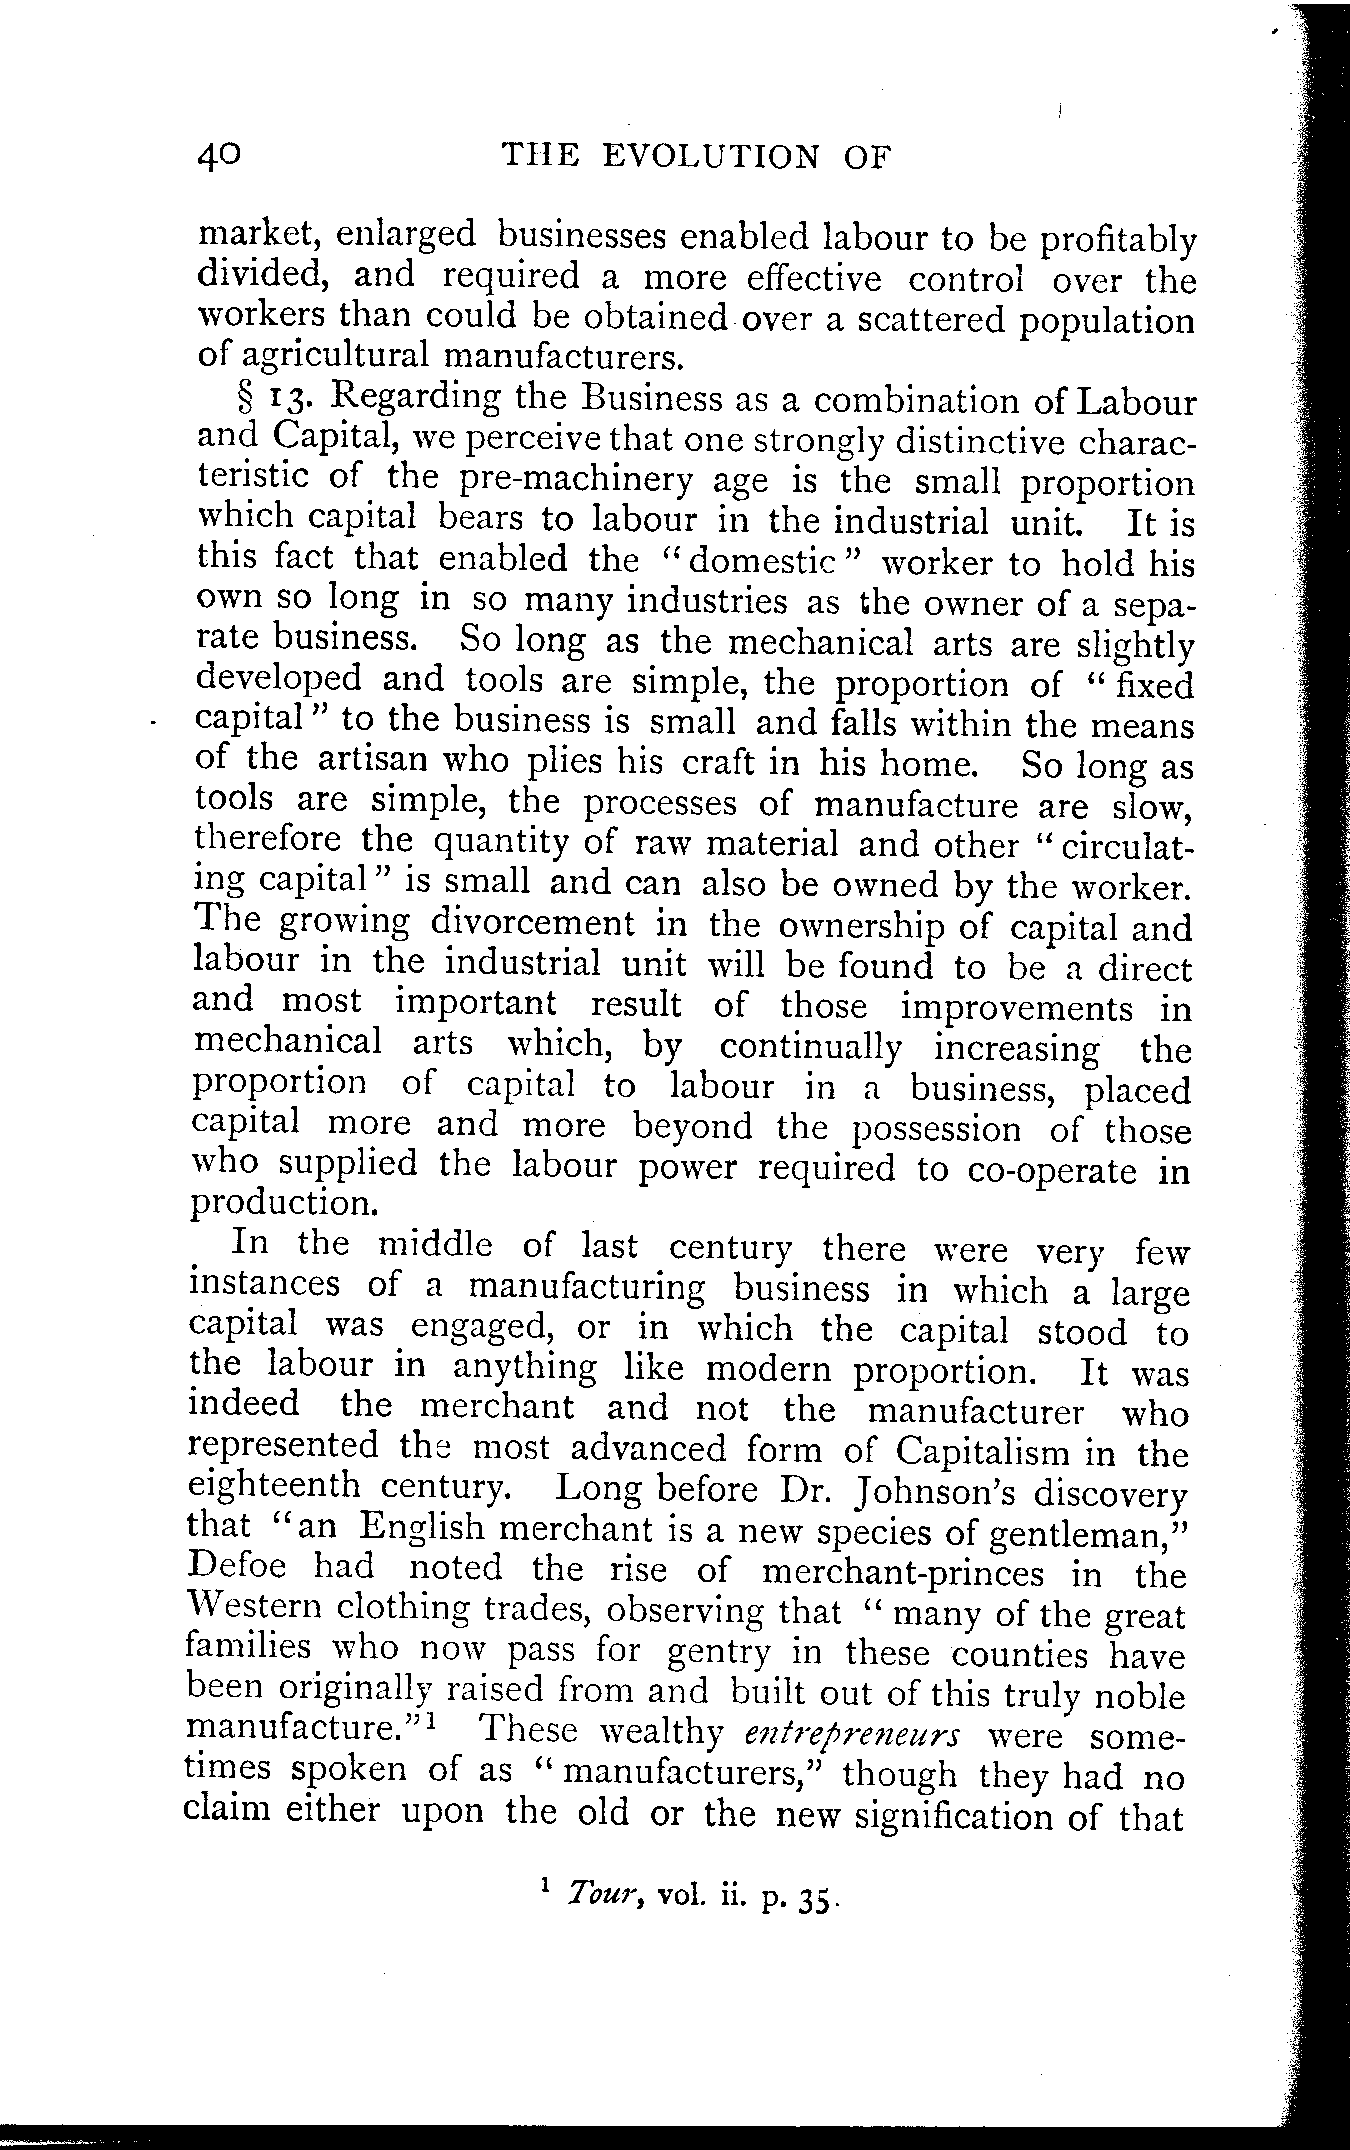 40 THE EVOLUTION OF
market, enlarged businesses enabled labour to be profitably
divided, and required a more effective control over the
workers than could be obtained over a scattered population
of agricultural manufacturers.
§ 13. Regarding the Business as a combination of Labour
and Capital, we perceive that one strongly distinctive charac-
teristic of the pre-machinery age is the small proportion
which capital bears to labour in the industrial unit. It is
this fact that enabled the "domestic" worker to hold his
own so long in so many industries as the owner of a sepa-
rate business. So long as the mechanical arts are slightly
developed and tools are simple, the proportion of "fixed
capital" to the business is small and falls within the means
of the artisan who plies his craft in his home. So long as
tools are simple, the processes of manufacture are slow,
therefore the quantity of raw material and other "circulat-
ing capital" is small and can also be owned by the worker.
The growing divorcement in the ownership of capital and
labour in the industrial unit will be found to be a direct
and most important result of those improvements in
mechanical arts which, by continually increasing the
proportion of capital to labour in a business, placed
capital more and more beyond the possession of those
who supplied the labour power required to co-operate in
production.
In the middle of last century there were very few
instances of a manufacturing business in which a large
capital was engaged, or in which the capital stood to
the labour in anything like modern proportion. It was
indeed the merchant and not the manufacturer who
represented the most advanced form of Capitalism in the
eighteenth century. Long before Dr. Johnson's discovery
that "an English merchant is a new species of gentleman,"
Defoe had noted the rise of merchant-princes in the
Western clothing trades, observing that "many of the great
families who now pass for gentry in these counties have
been originally raised from and built out of this truly noble
manufacture."¹ These wealthy entrepreneurs were some-
times spoken of as "manufacturers," though they had no
claim either upon the old or the new signification of that
¹ Tour, vol. ii. p. 35.